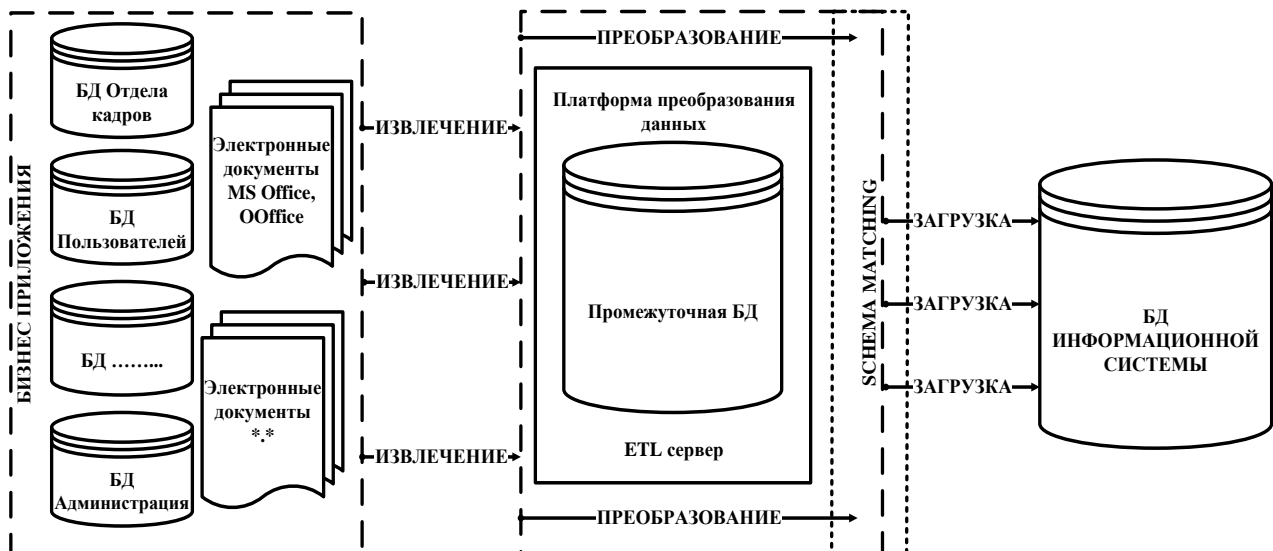 БИЗНЕС ПРИЛОЖЕНИЯ
БД Отдела
кадров
БД
Пользователей
БД ……...
БД
Администрация
Электронные
документы
MS Office,
OOffice
Электронные
документы
*.*
ИЗВЛЕЧЕНИЕ
ИЗВЛЕЧЕНИЕ
ИЗВЛЕЧЕНИЕ
ПРЕОБРАЗОВАНИЕ
Платформа преобразования
данных
Промежуточная БД
ETL сервер
ПРЕОБРАЗОВАНИЕ
SCHEMA MATCHING
ЗАГРУЗКА
ЗАГРУЗКА
ЗАГРУЗКА
БД
ИНФОРМАЦИОННОЙ
СИСТЕМЫ